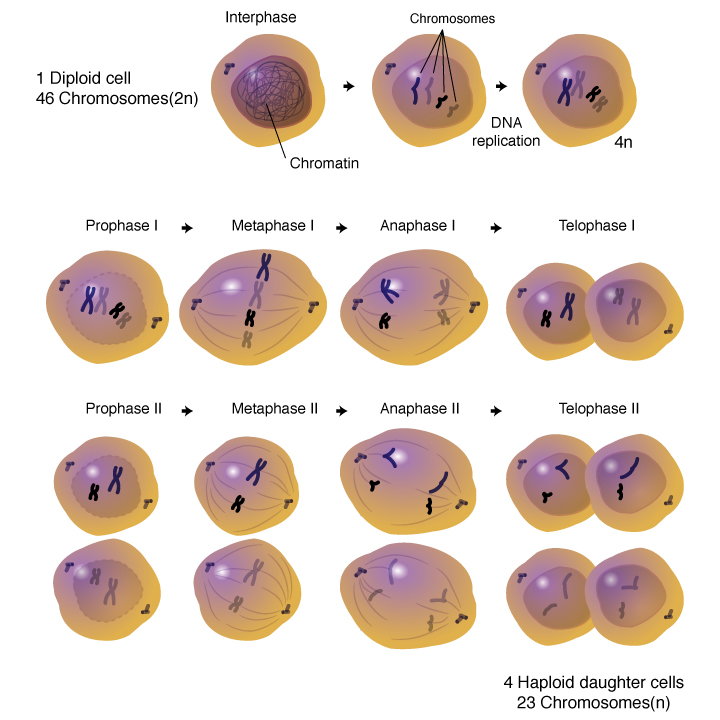 Interphase
Chromosomes
1 Diploid cell
46 Chromosomes(2n)
DNA
replication
4n
Chromatin
Prophase I
Metaphase I
Anaphase I
Telophase I
Prophase II
Metaphase II
Anaphase II
Telophase II
4 Haploid daughter cells
23 Chromosomes(n)